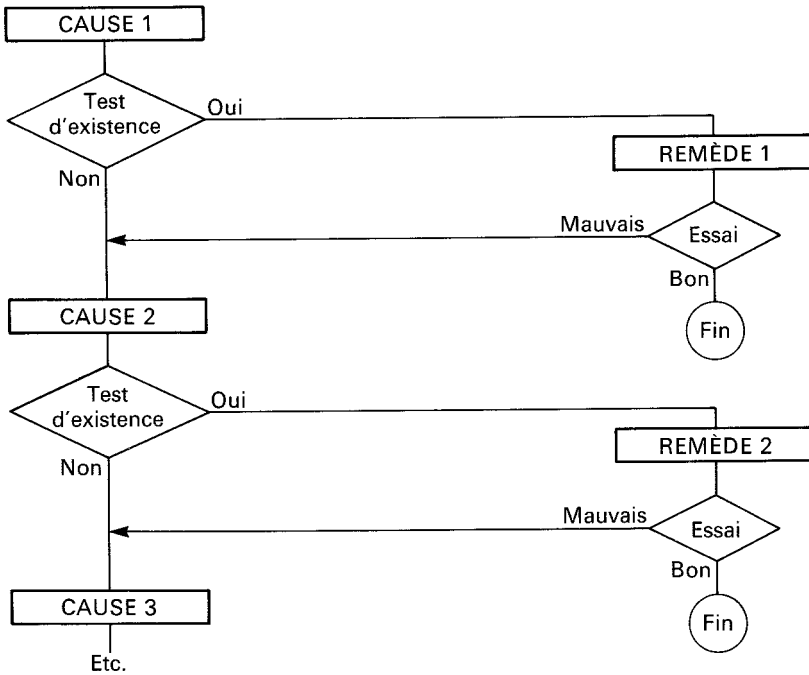 CAUSE 1
Test
d'existence
Oui
Non
REMÈDE 1
Mauvais
Essai
Bon
Fin
CAUSE 2
Test
d'existence
Oui
Non
REMÈDE 2
Mauvais
Essai
Bon
Fin
CAUSE 3
Etc.